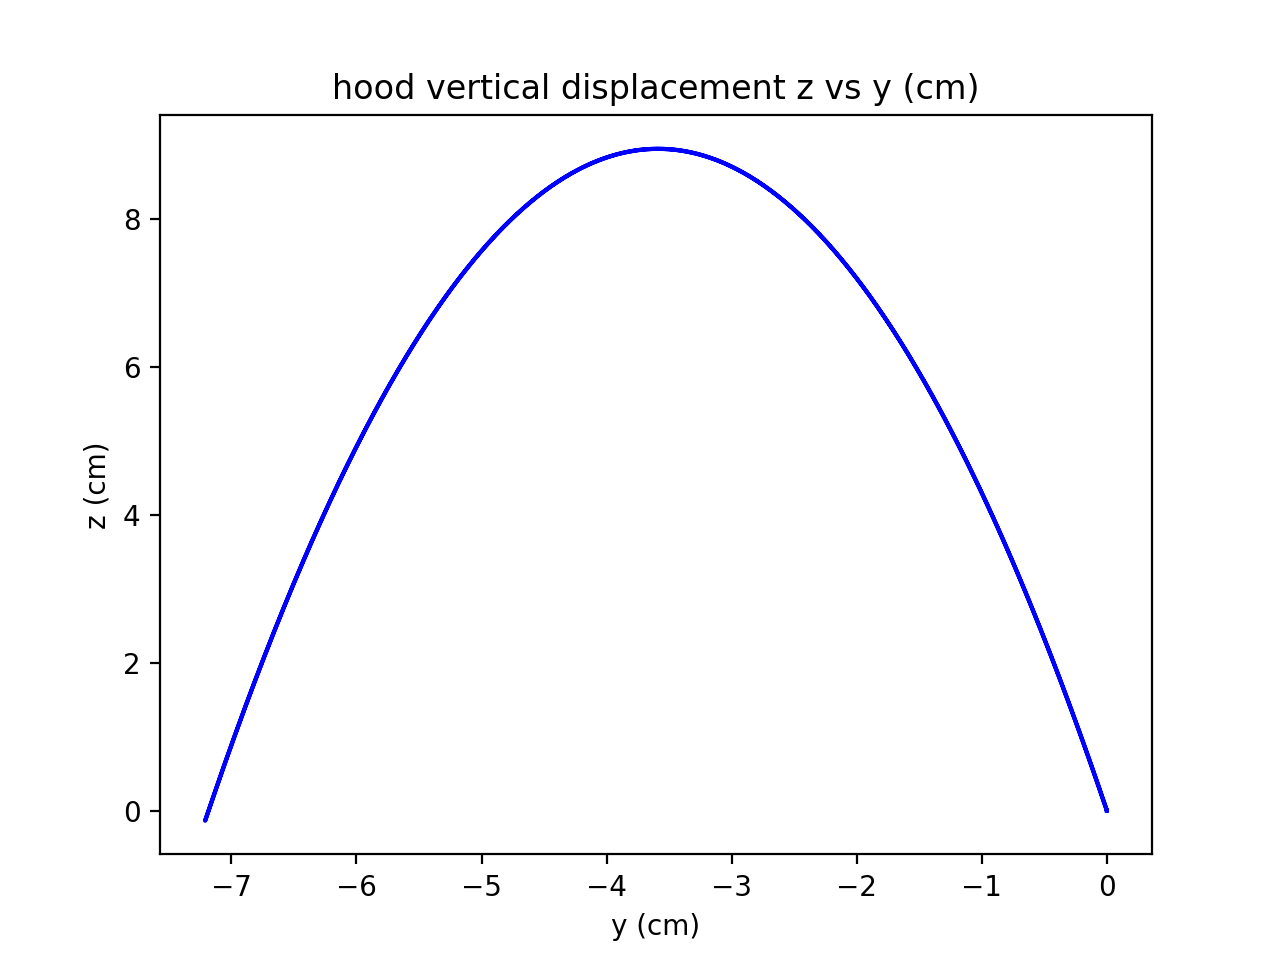 hood vertical displacement z vs y (cm)
z (cm)
8
6
4
2
0
−7 −6 −5 −4 −3 −2 −1 0
y (cm)